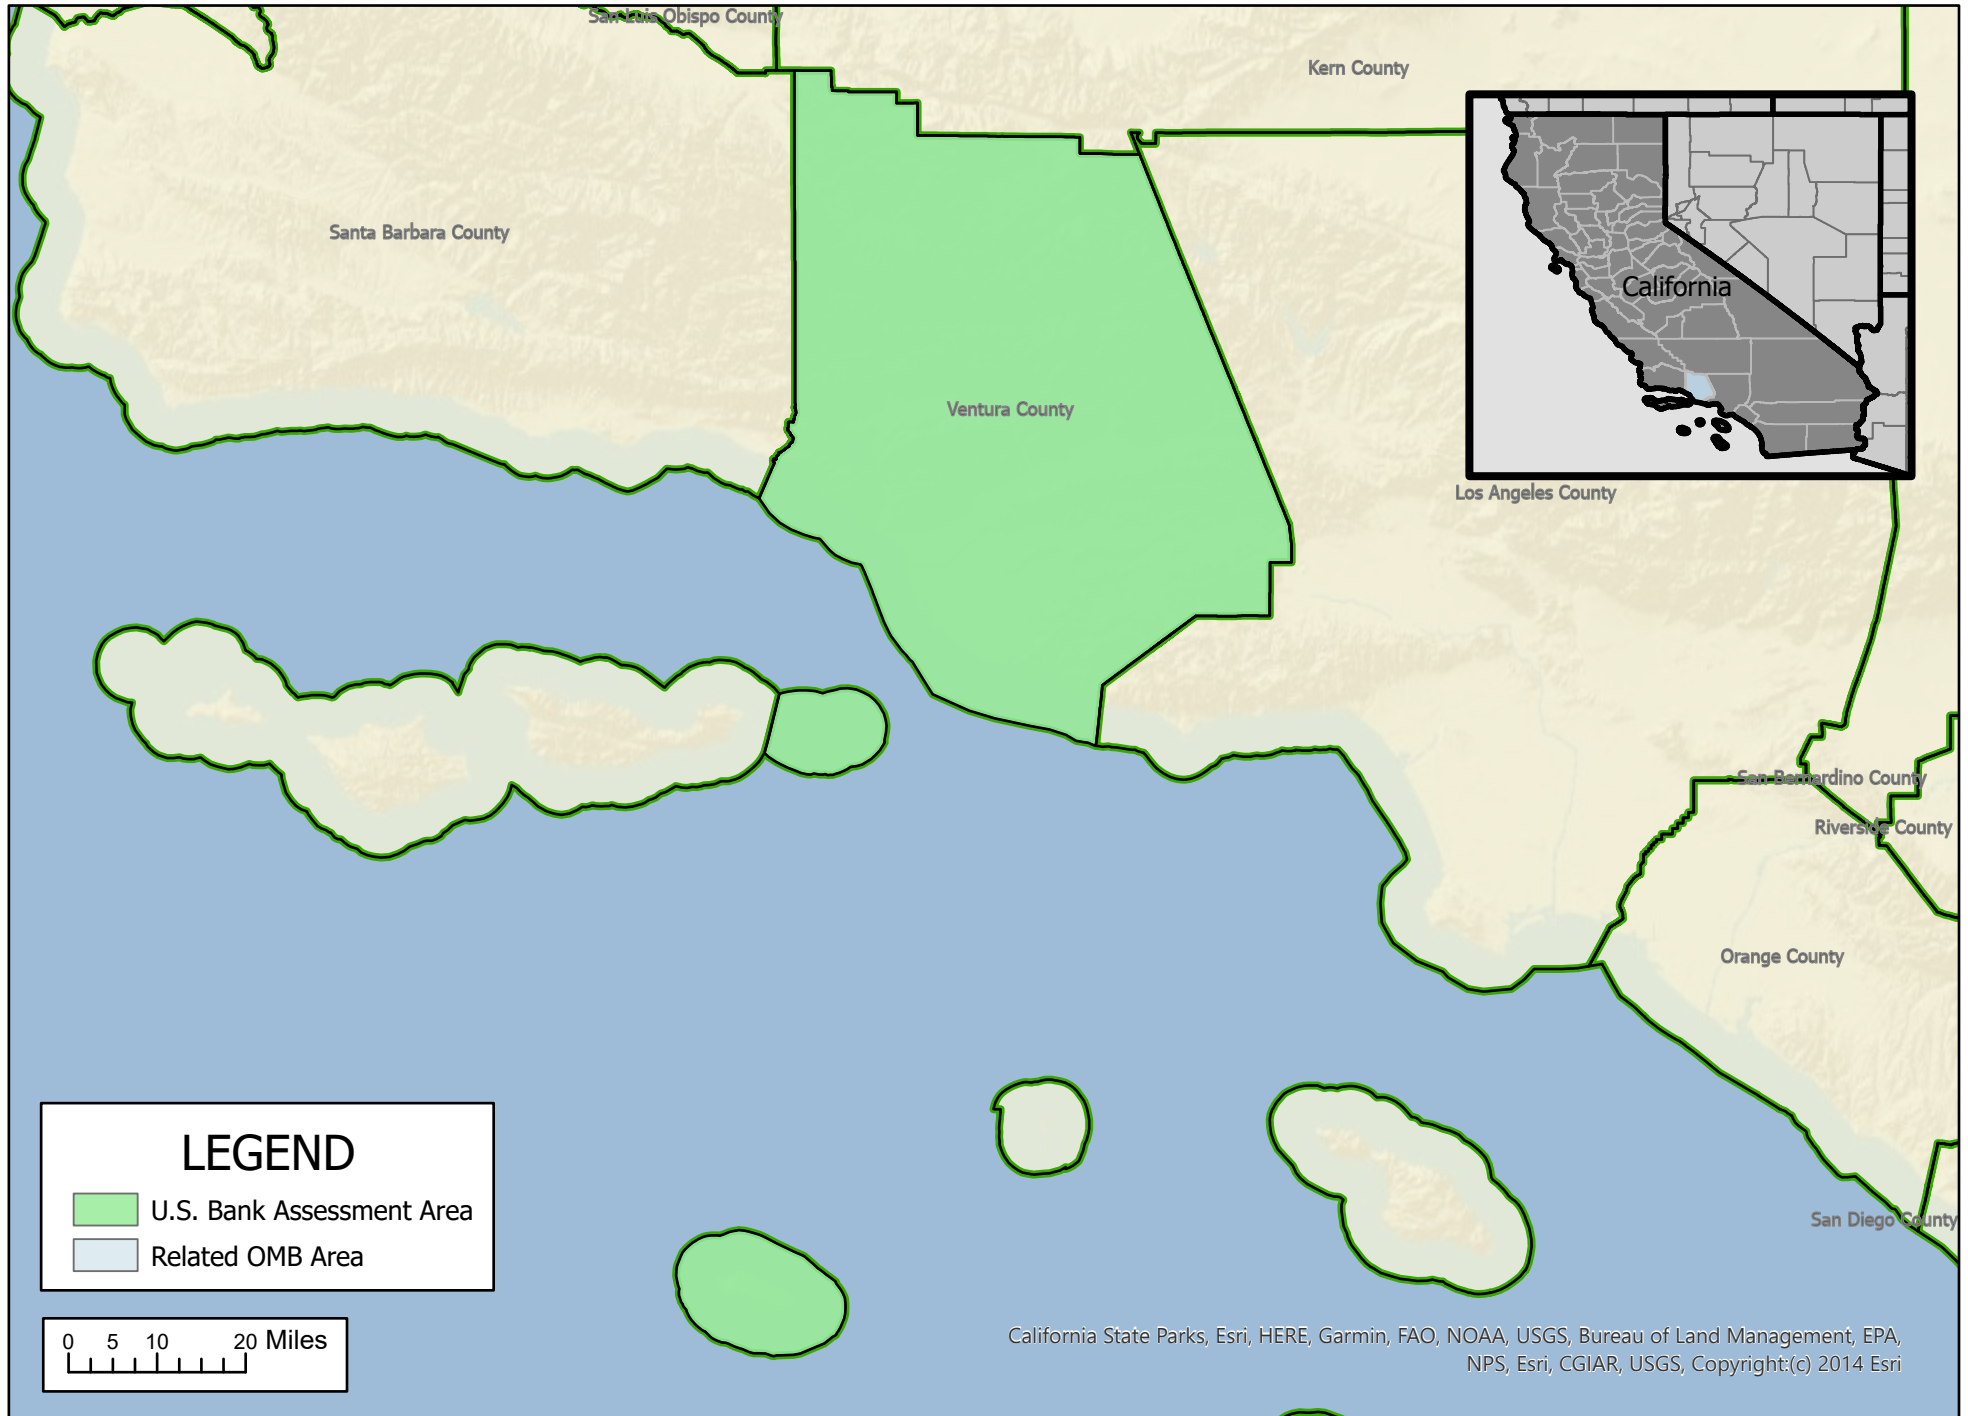 San Luis Obispo County
Kern County
Santa Barbara County
California
Ventura County
Los Angeles County
San Bernardino County
Riverside County
Orange County
San Diego County
LEGEND
U.S. Bank Assessment Area
Related OMB Area
0 5 10 20 Miles
California State Parks, Esri, HERE, Garmin, FAO, NOAA, USGS, Bureau of Land Management, EPA,
NPS, Esri, CGIAR, USGS, Copyright:(c) 2014 Esri